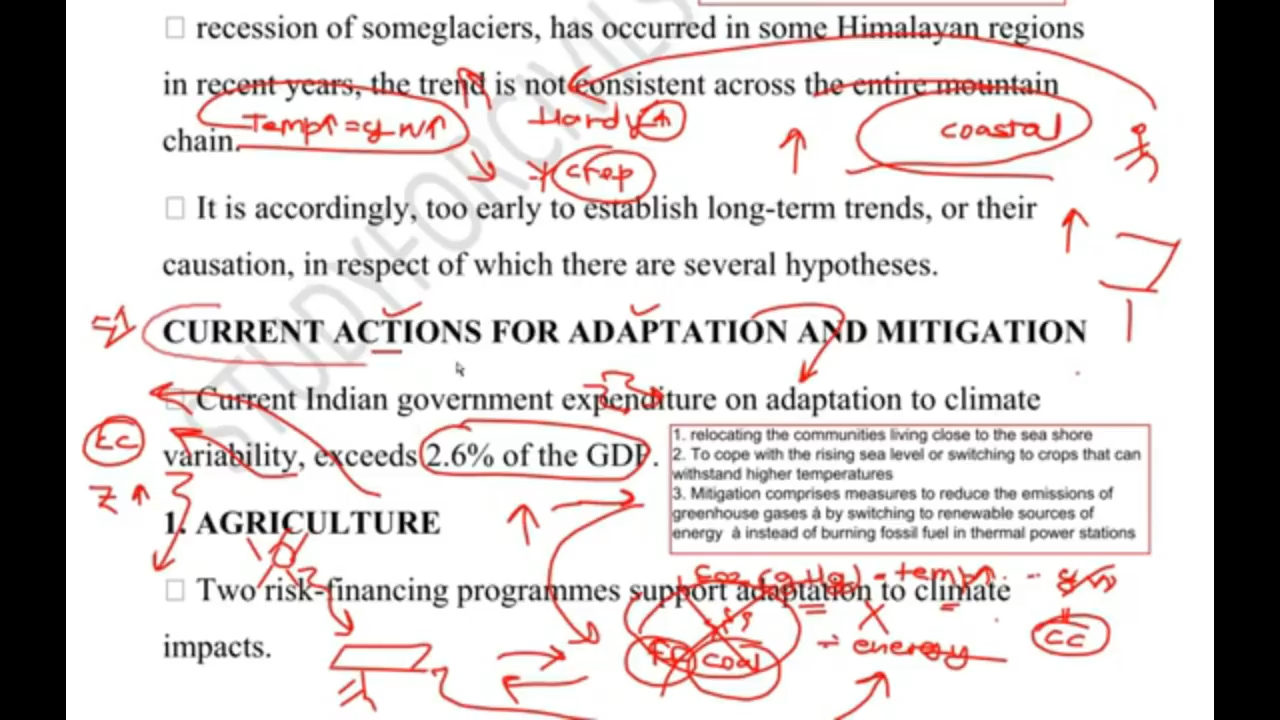 recession of someglaciers, has occurred in some Himalayan regions
in recent years, the trend is not consistent across the entire mountain
Hardy
Temp↑ =
coastal
chain.
crop
It is accordingly, too early to establish long-term trends, or their
causation, in respect of which there are several hypotheses.
CURRENT ACTIONS FOR ADAPTATION AND MITIGATION
Current Indian government expenditure on adaptation to climate
variability, exceeds 2.6% of the GDP.
1. relocating the communities living close to the sea shore
2. To cope with the rising sea level or switching to crops that can
withstand higher temperatures
3. Mitigation comprises measures to reduce the emissions of
greenhouse gases á by switching to renewable sources of
energy á instead of burning fossil fuel in thermal power stations
1. AGRICULTURE
temp↑
Two risk-financing programmes support adaptation to climate
cc
impacts.
coal
energy
STUDYFORCIVILS